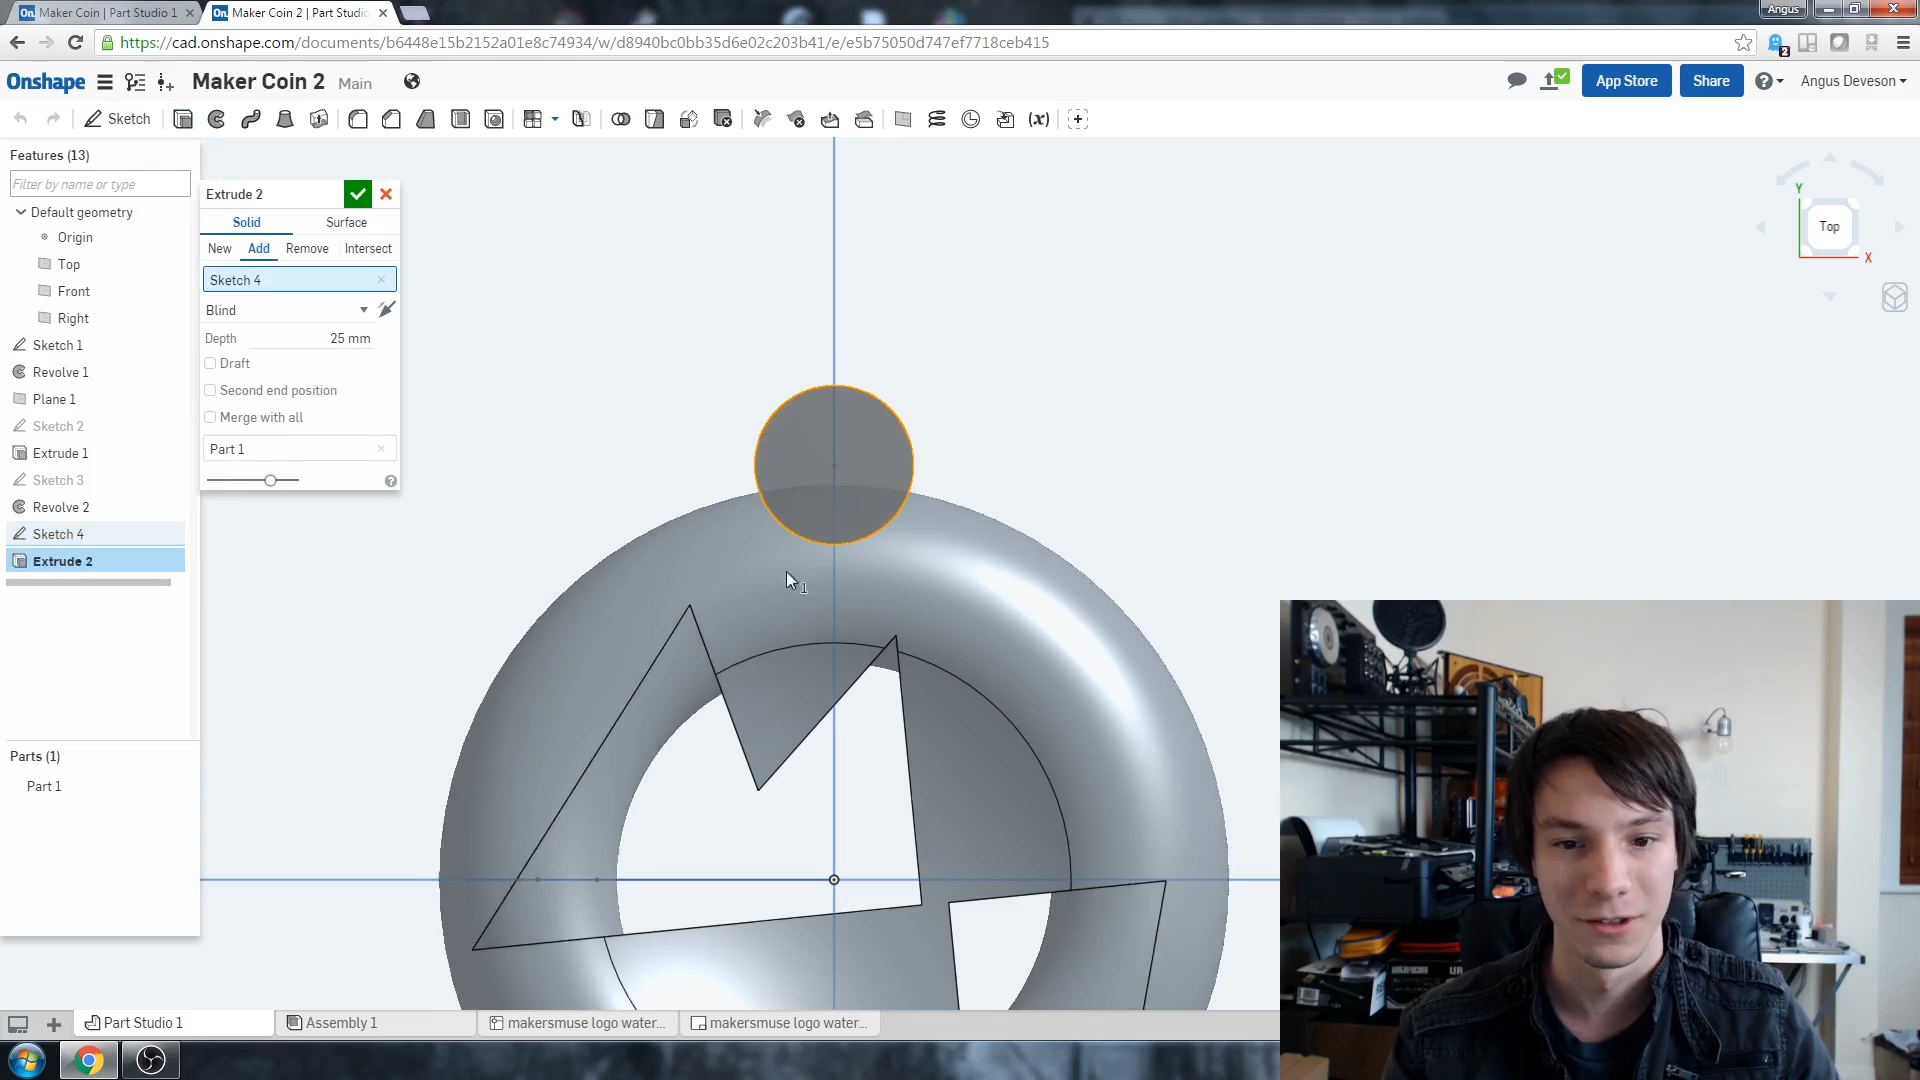 Maker Coin | Part Studio 1
Maker Coin 2 | Part Studio
Angus
https://cad.onshape.com/documents/b6448e15b2152a01e8c74934/w/d8940bc0bb35d6e02c203b41/e/e5b75050d747ef7718ceb415
2
Onshape
Maker Coin 2 Main
App Store
Share
Angus Deveson
Sketch
(x)
Features (13)
Filter by name or type
Default geometry
Origin
Top
Front
Right
Sketch 1
Revolve 1
Plane 1
Sketch 2
Extrude 1
Sketch 3
Revolve 2
Sketch 4
Extrude 2
Parts (1)
Part 1
Extrude 2
Solid Surface
New Add Remove Intersect
Sketch 4
Blind
Depth 25 mm
Draft
Second end position
Merge with all
Part 1
Y
Top
X
1
Part Studio 1
Assembly 1
makersmuse logo water...
makersmuse logo water...